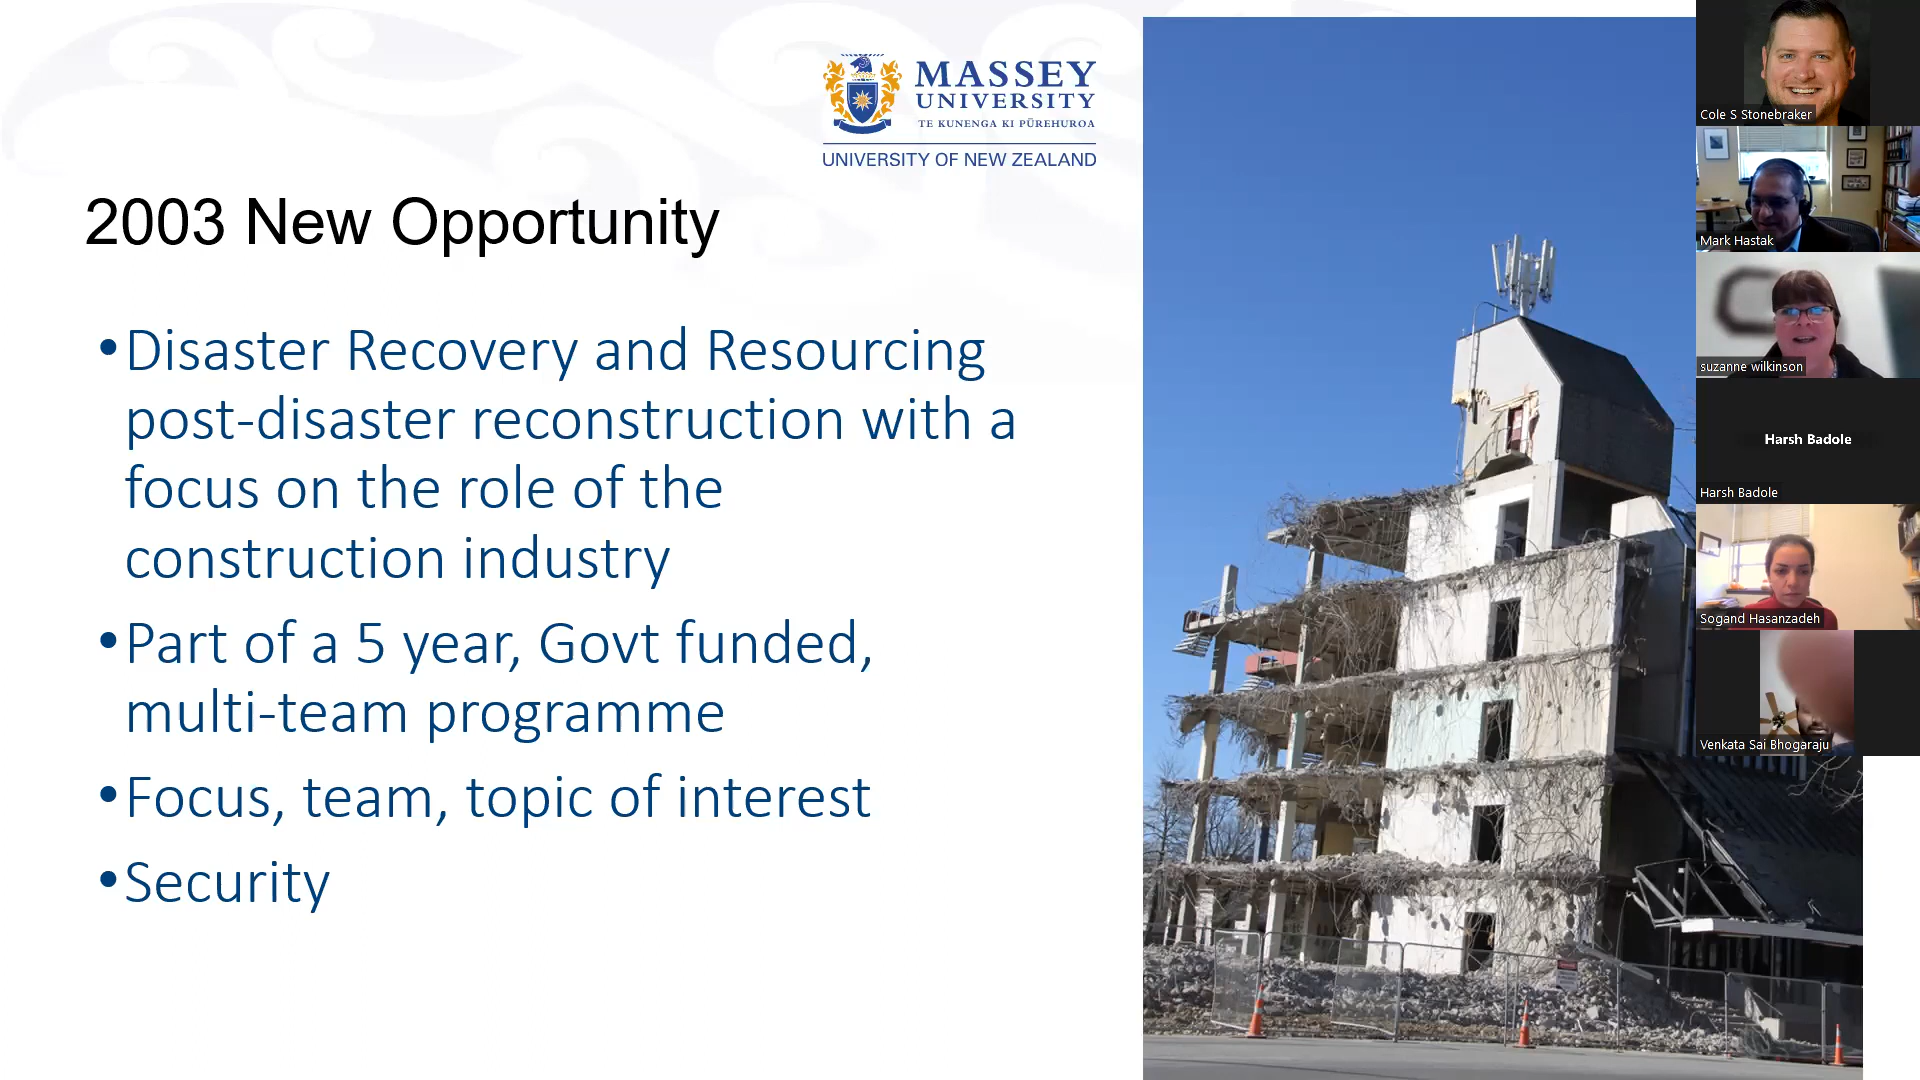 MASSEY
UNIVERSITY
TE KUNENGA KI PŪREHUROA
UNIVERSITY OF NEW ZEALAND
2003 New Opportunity
•Disaster Recovery and Resourcing
post-disaster reconstruction with a
focus on the role of the
construction industry
•Part of a 5 year, Govt funded,
multi-team programme
•Focus, team, topic of interest
•Security
Cole S Stonebraker
Mark Hastak
suzanne wilkinson
Harsh Badole
Harsh Badole
Sogand Hasanzadeh
Venkata Sai Bhogaraju